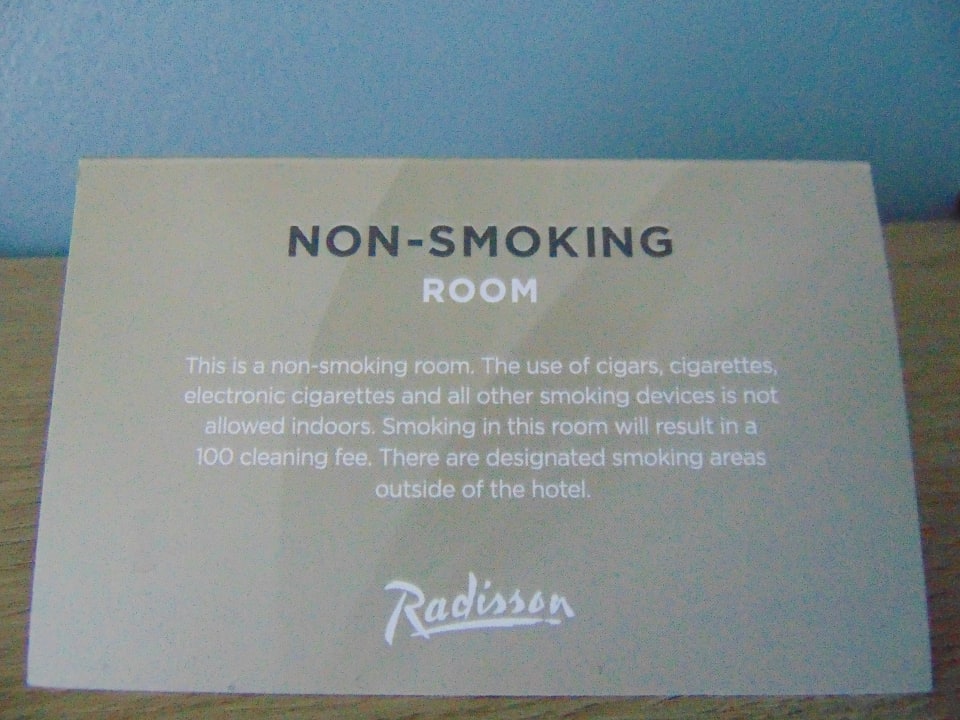 NON-SMOKING
ROOM
This is a non-smoking room. The use of cigars, cigarettes,
electronic cigarettes and all other smoking devices is not
allowed indoors. Smoking in this room will result in a
100 cleaning fee. There are designated smoking areas
outside of the hotel.
Radisson